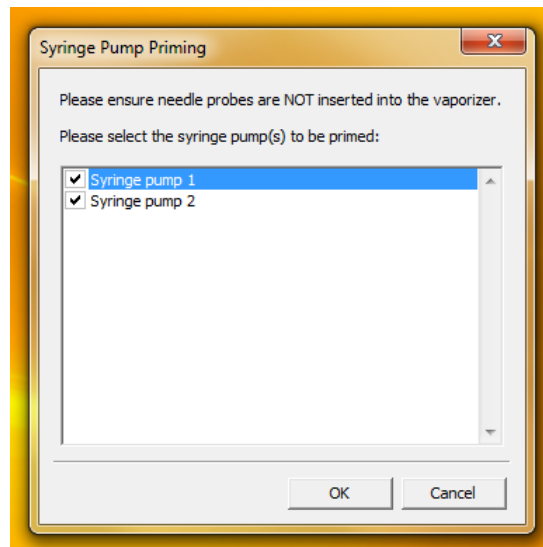 Syringe Pump Priming
Please ensure needle probes are NOT inserted into the vaporizer.
Please select the syringe pump(s) to be primed:
Syringe pump 1
Syringe pump 2
OK Cancel